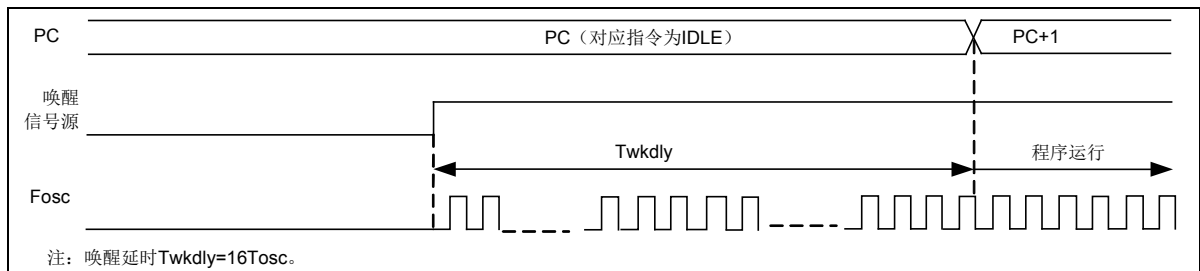 PC
PC（对应指令为IDLE）
PC+1
唤醒
信号源
Twkdly
程序运行
Fosc
注：唤醒延时Twkdly=16Tosc。